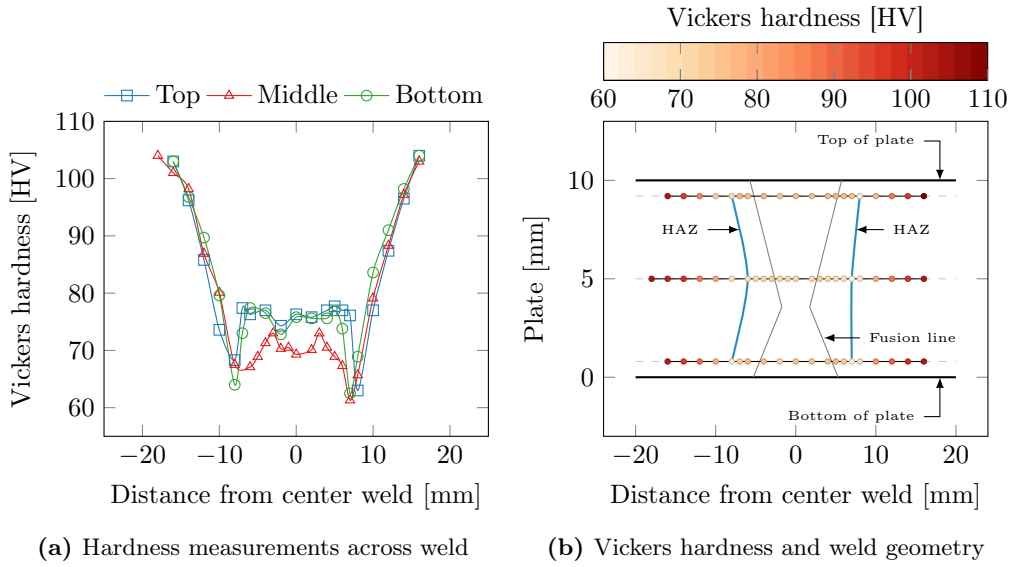 Vickers hardness [HV]
60 70 80 90 100 110
Top Middle Bottom
110
100
90
80
70
60
Vickers hardness [HV]
−20 −10 0 10 20
Distance from center weld [mm]
(a) Hardness measurements across weld
10
5
0
Plate [mm]
Top of plate
HAZ
HAZ
Fusion line
Bottom of plate
−20 −10 0 10 20
Distance from center weld [mm]
(b) Vickers hardness and weld geometry